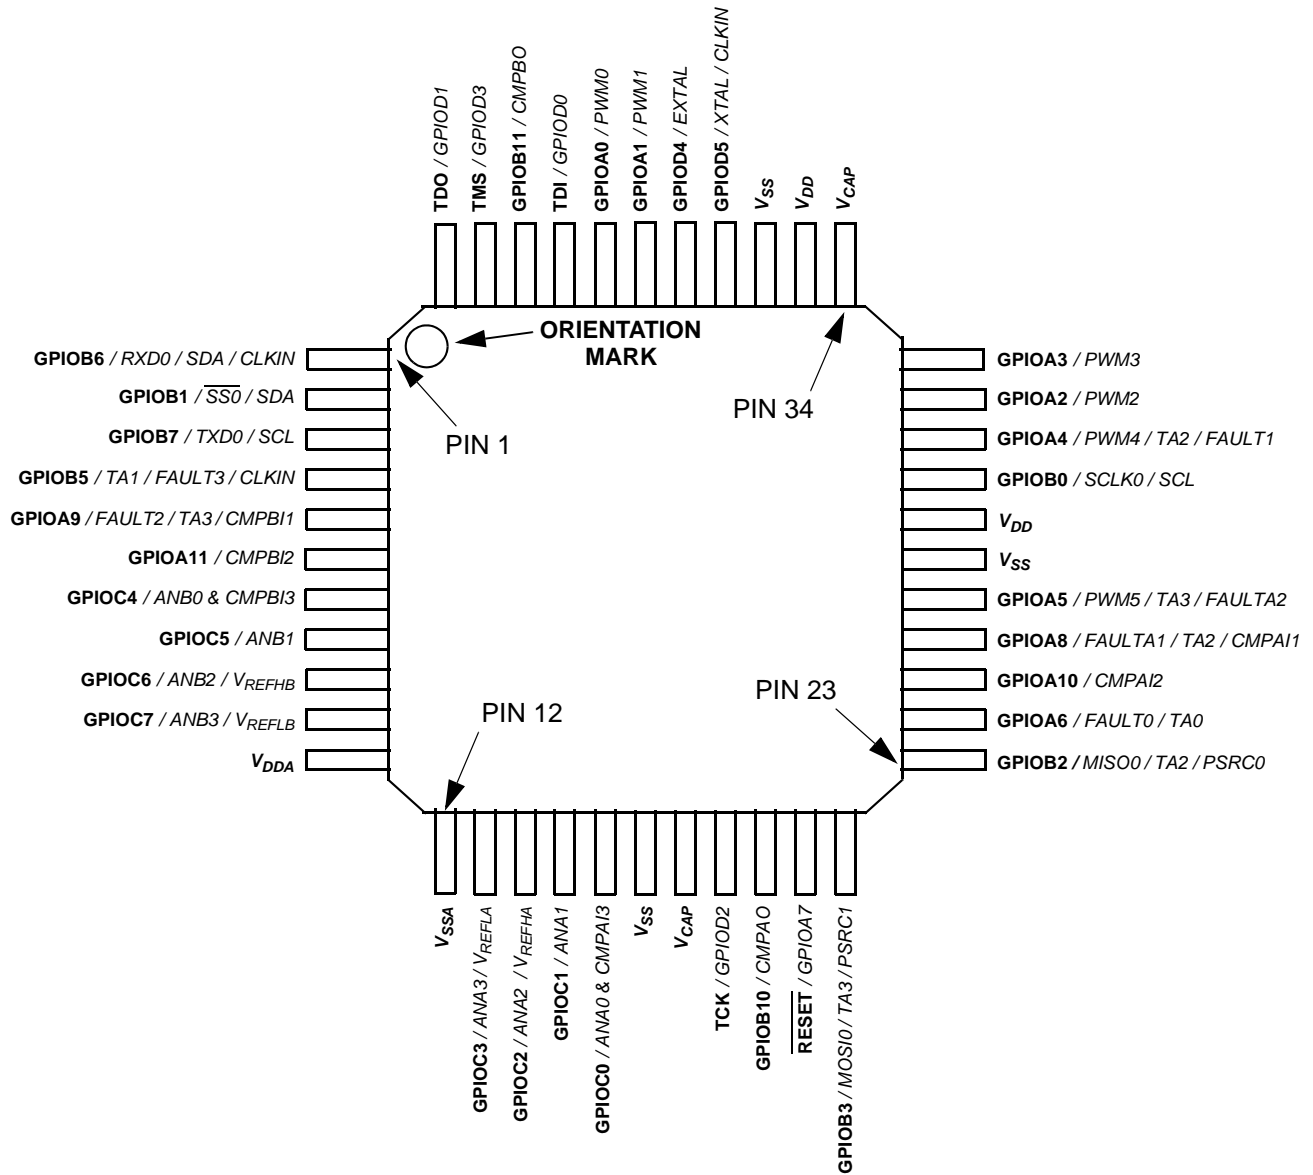 TDO / GPIOD1
TMS / GPIOD3
GPIOB11 / CMPBO
TDI / GPIOD0
GPIOA0 / PWM0
GPIOA1 / PWM1
GPIOD4 / EXTAL
GPIOD5 / XTAL / CLKIN
VSS
VDD
VCAP
ORIENTATION
MARK
PIN 1
PIN 34
PIN 12
PIN 23
GPIOB6 / RXD0 / SDA / CLKIN
GPIOB1 / S̅S̅0̅ / SDA
GPIOB7 / TXD0 / SCL
GPIOB5 / TA1 / FAULT3 / CLKIN
GPIOA9 / FAULT2 / TA3 / CMPBI1
GPIOA11 / CMPBI2
GPIOC4 / ANB0 & CMPBI3
GPIOC5 / ANB1
GPIOC6 / ANB2 / VREFHB
GPIOC7 / ANB3 / VREFLB
VDDA
GPIOA3 / PWM3
GPIOA2 / PWM2
GPIOA4 / PWM4 / TA2 / FAULT1
GPIOB0 / SCLK0 / SCL
VDD
VSS
GPIOA5 / PWM5 / TA3 / FAULTA2
GPIOA8 / FAULTA1 / TA2 / CMPAI1
GPIOA10 / CMPAI2
GPIOA6 / FAULT0 / TA0
GPIOB2 / MISO0 / TA2 / PSRC0
VSSA
GPIOC3 / ANA3 / VREFLA
GPIOC2 / ANA2 / VREFHA
GPIOC1 / ANA1
GPIOC0 / ANA0 & CMPAI3
VSS
VCAP
TCK / GPIOD2
GPIOB10 / CMPAO
R̅E̅S̅E̅T̅ / GPIOA7
GPIOB3 / MOSI0 / TA3 / PSRC1